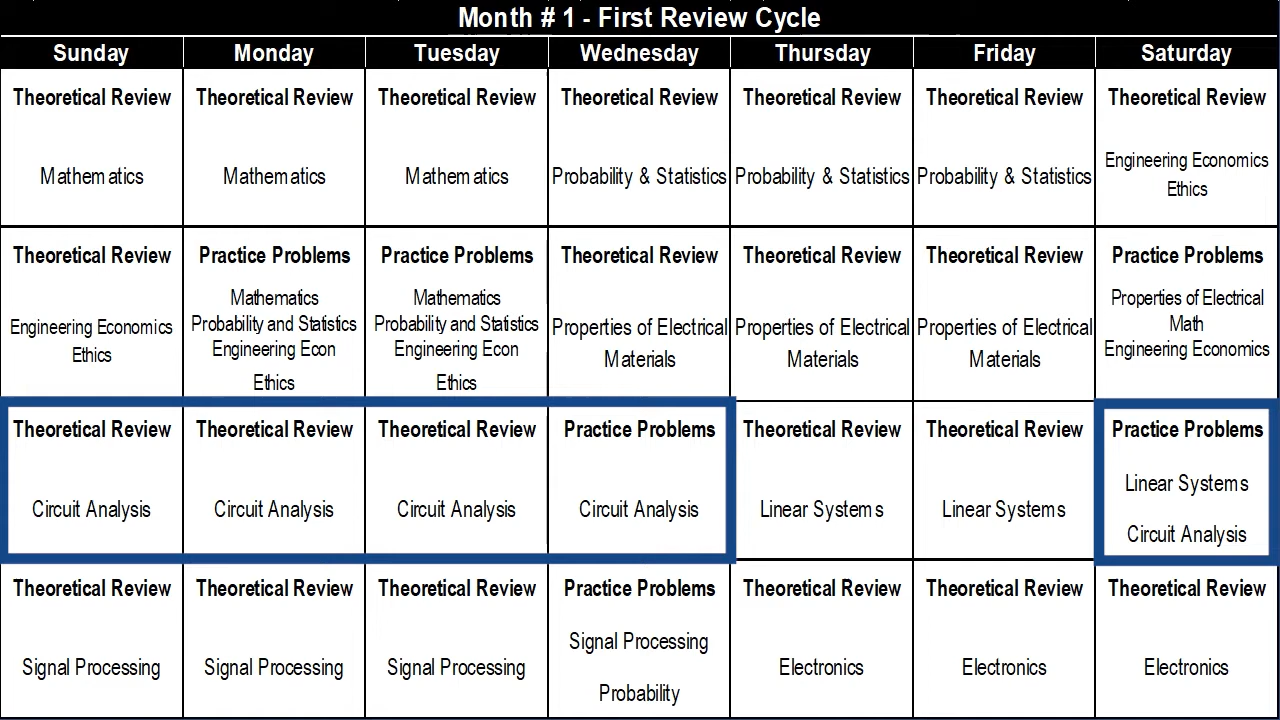 Month # 1 - First Review Cycle
Sunday Monday Tuesday Wednesday Thursday Friday Saturday
Theoretical Review Theoretical Review Theoretical Review Theoretical Review Theoretical Review Theoretical Review Theoretical Review
Mathematics Mathematics Mathematics Probability & Statistics Probability & Statistics Probability & Statistics Engineering Economics
Ethics
Theoretical Review Practice Problems Practice Problems Theoretical Review Theoretical Review Theoretical Review Practice Problems
Engineering Economics
Ethics
Mathematics
Probability and Statistics
Engineering Econ
Ethics
Mathematics
Probability and Statistics
Engineering Econ
Ethics
Properties of Electrical
Materials
Properties of Electrical
Materials
Properties of Electrical
Materials
Properties of Electrical
Math
Engineering Economics
Theoretical Review Theoretical Review Theoretical Review Practice Problems Theoretical Review Theoretical Review Practice Problems
Circuit Analysis Circuit Analysis Circuit Analysis Circuit Analysis Linear Systems Linear Systems Linear Systems
Circuit Analysis
Theoretical Review Theoretical Review Theoretical Review Practice Problems Theoretical Review Theoretical Review Theoretical Review
Signal Processing Signal Processing Signal Processing Signal Processing
Probability
Electronics Electronics Electronics